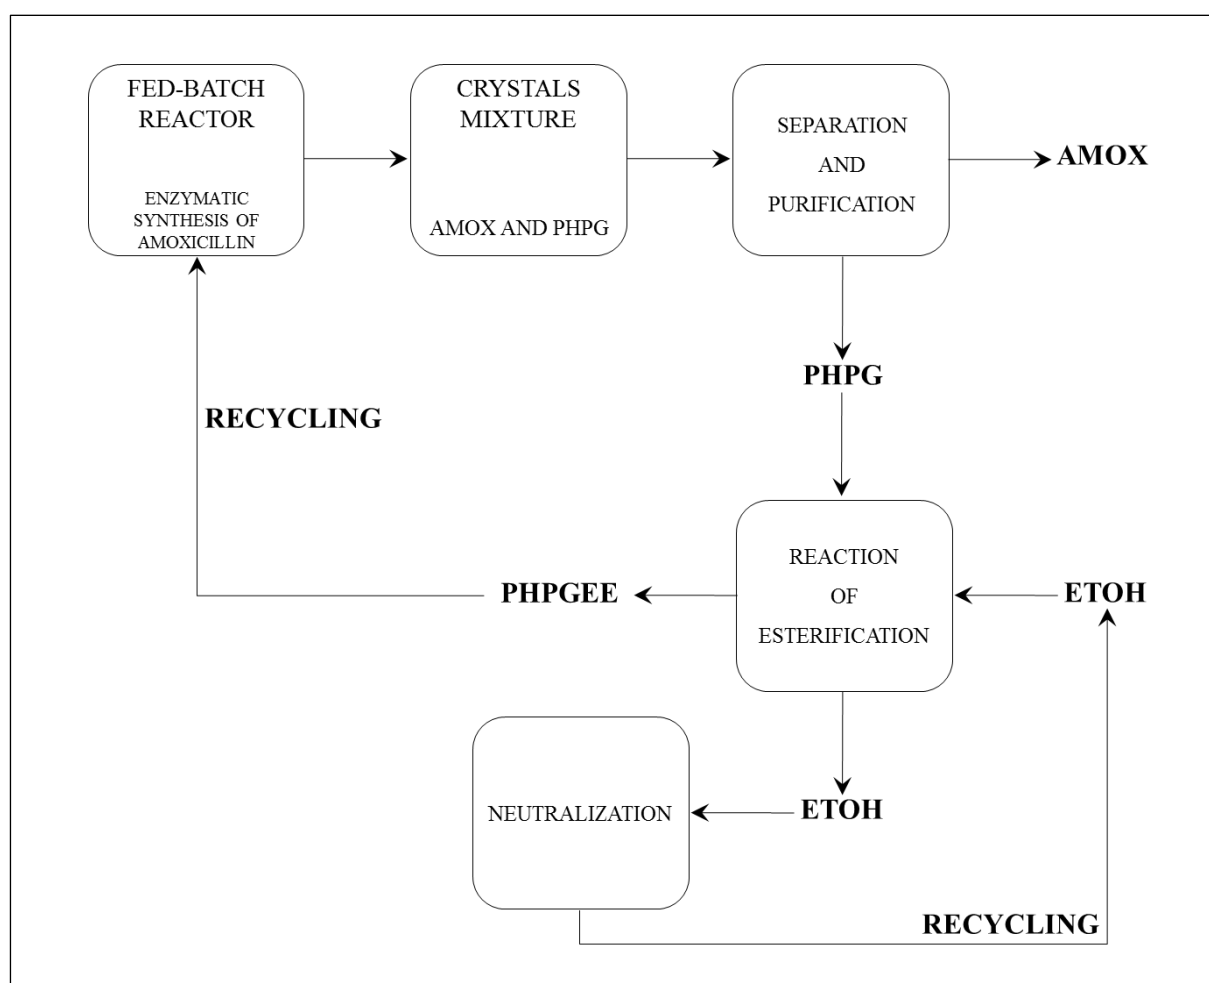 FED-BATCH
REACTOR
ENZYMATIC
SYNTHESIS OF
AMOXICILLIN
CRYSTALS
MIXTURE
AMOX AND PHPG
SEPARATION
AND
PURIFICATION
AMOX
PHPG
RECYCLING
REACTION
OF
ESTERIFICATION
PHPGEE
ETOH
NEUTRALIZATION
ETOH
RECYCLING